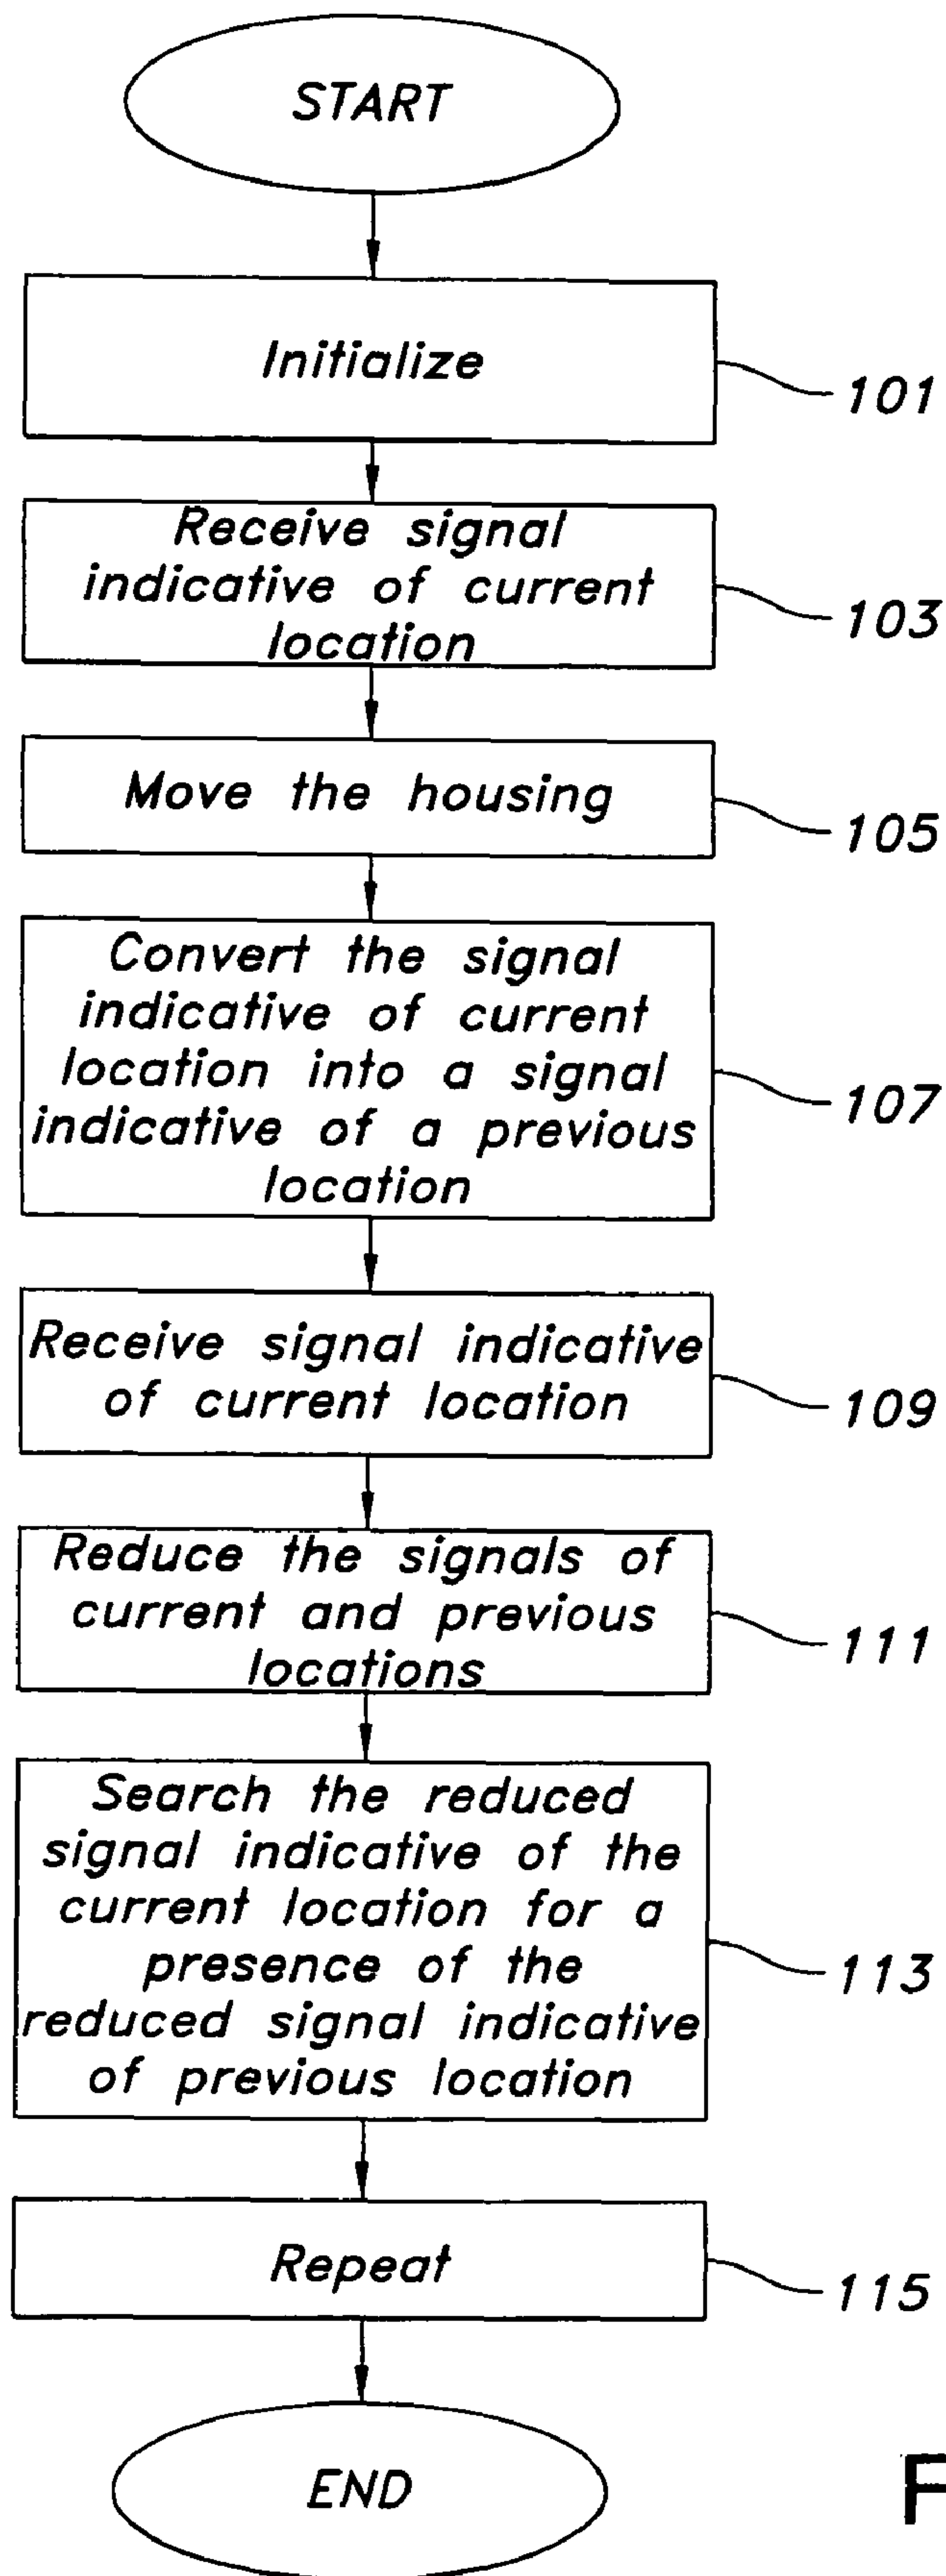 START
Initialize
101
Receive signal
indicative of current
location
103
Move the housing
105
Convert the signal
indicative of current
location into a signal
indicative of a previous
location
107
Receive signal indicative
of current location
109
Reduce the signals of
current and previous
locations
111
Search the reduced
signal indicative of the
current location for a
presence of the
reduced signal indicative
of previous location
113
Repeat
115
END
F